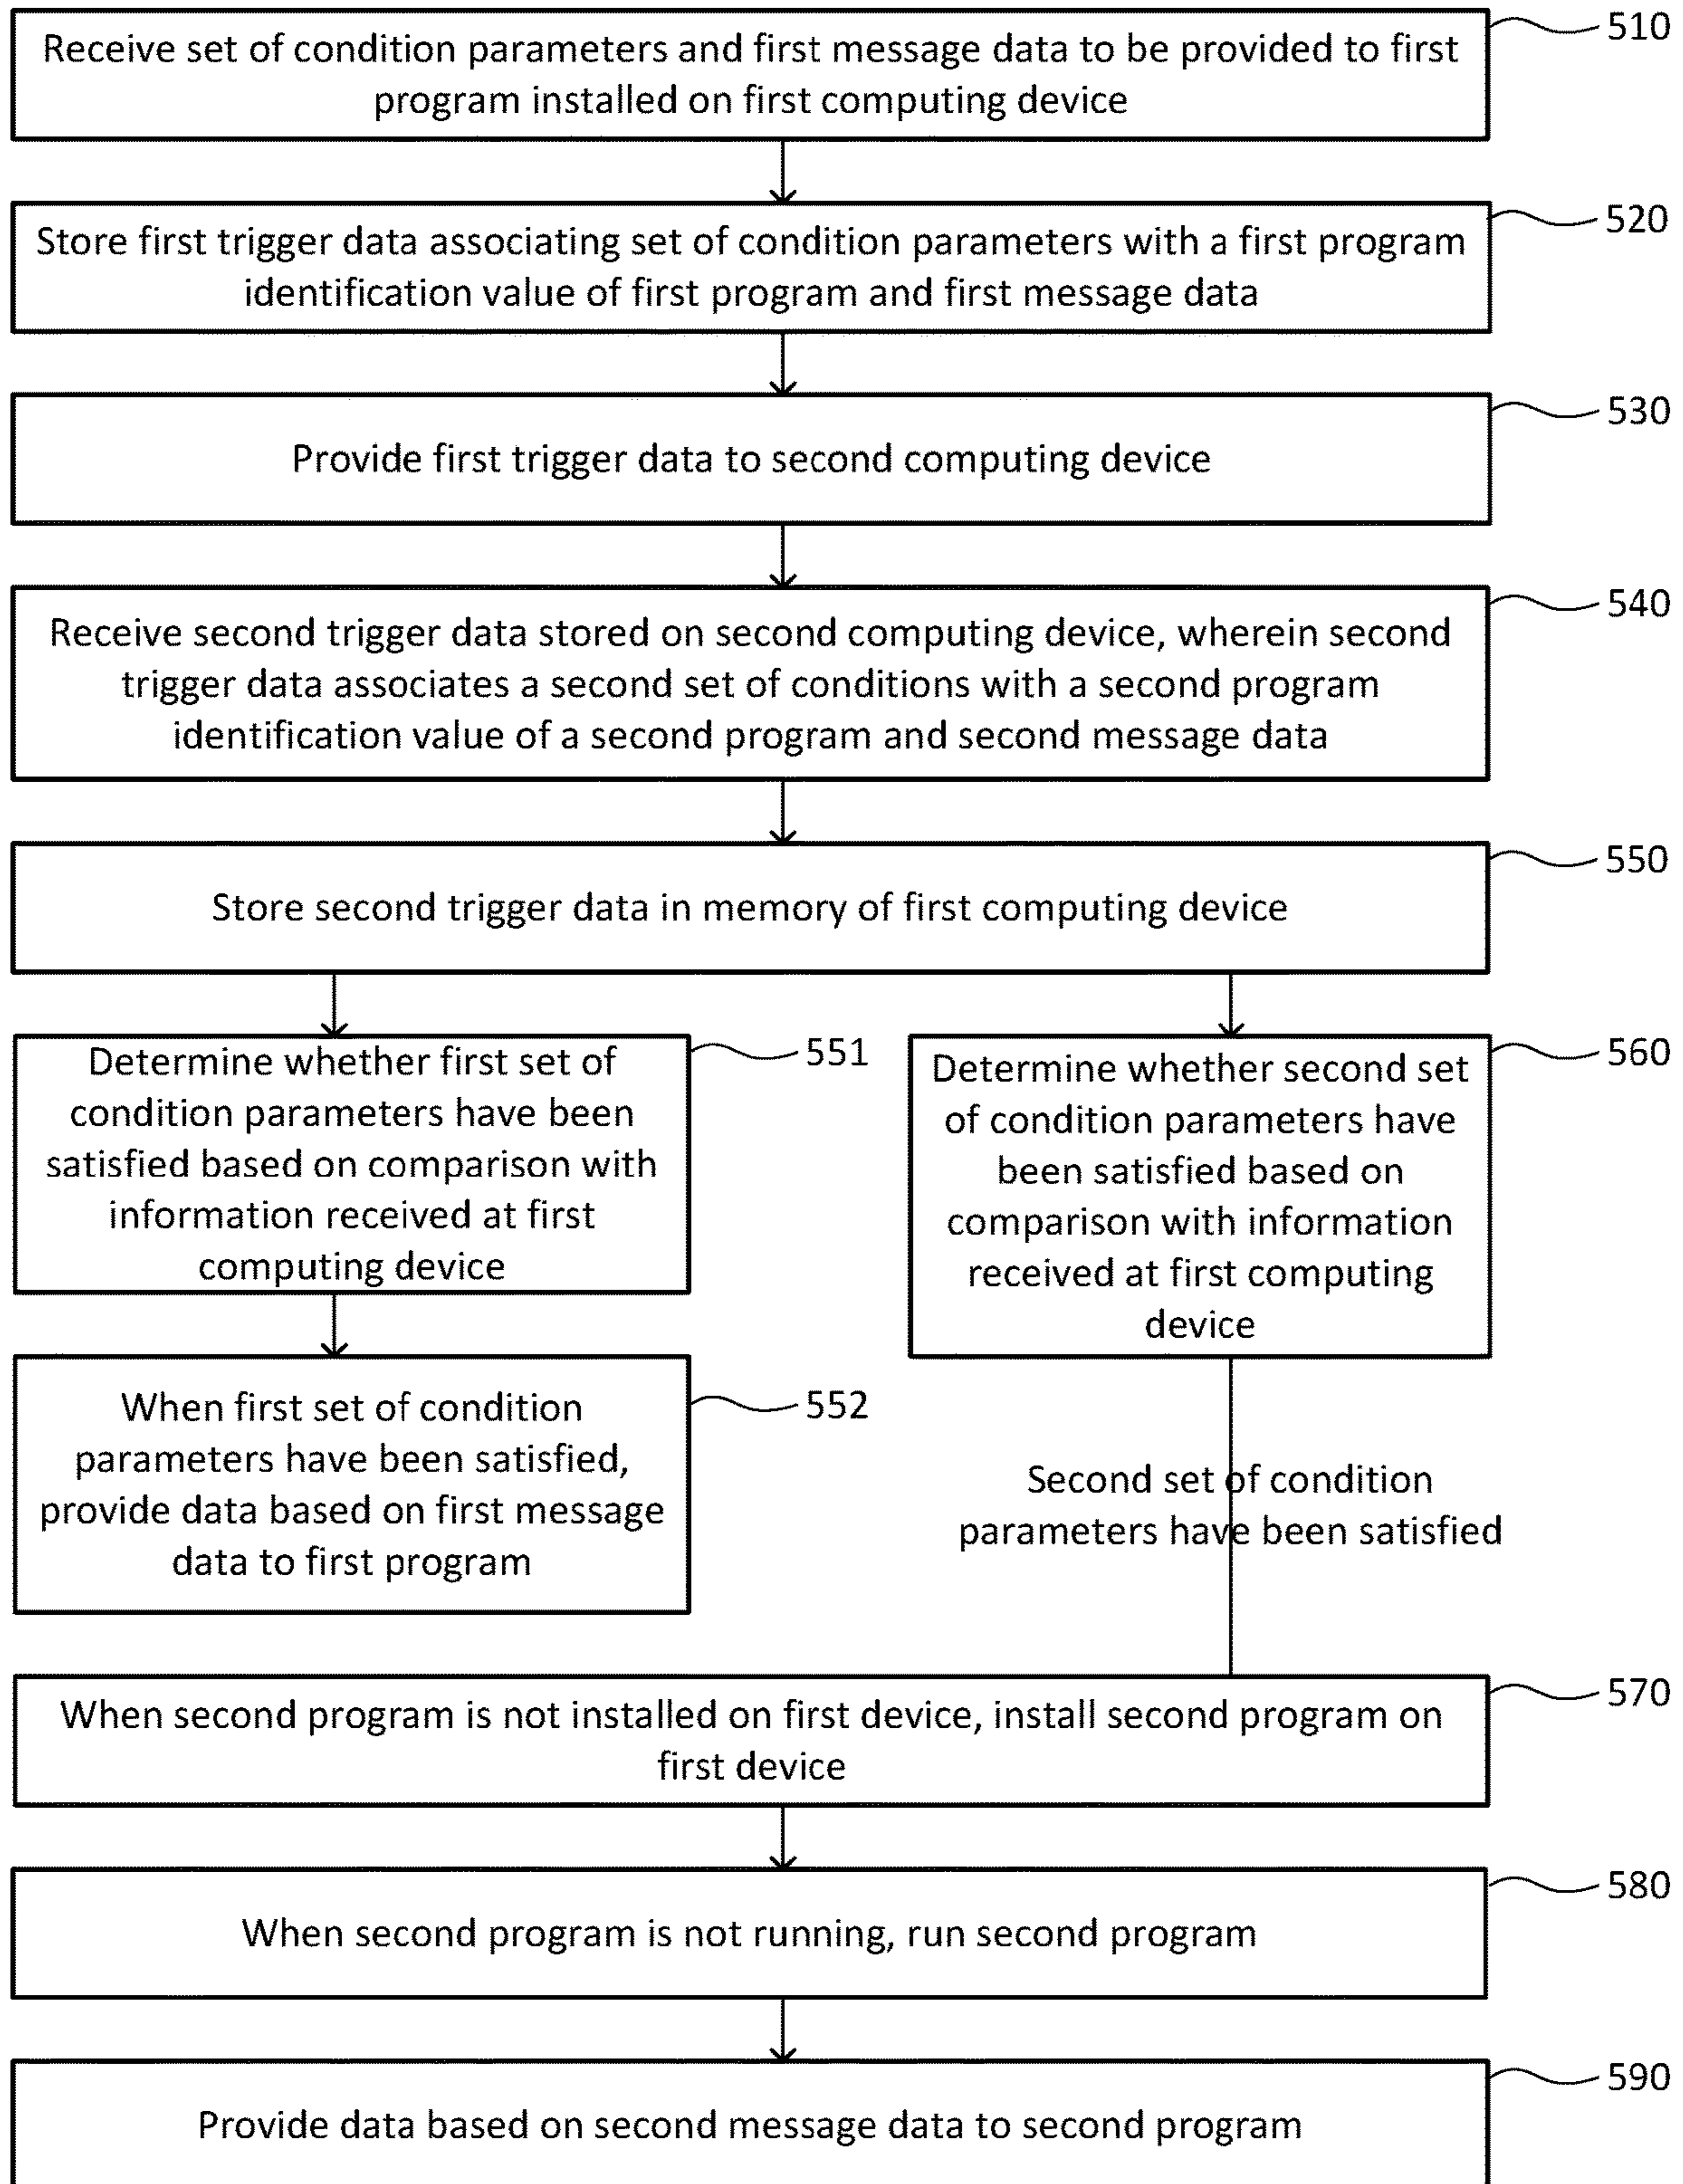 Receive set of condition parameters and first message data to be provided to first
program installed on first computing device
510
Store first trigger data associating set of condition parameters with a first program
identification value of first program and first message data
520
Provide first trigger data to second computing device
530
Receive second trigger data stored on second computing device, wherein second
trigger data associates a second set of conditions with a second program
identification value of a second program and second message data
540
Store second trigger data in memory of first computing device
550
Determine whether first set of
condition parameters have been
satisfied based on comparison with
information received at first
computing device
551
Determine whether second set
of condition parameters have
been satisfied based on
comparison with information
received at first computing
device
560
When first set of condition
parameters have been satisfied,
provide data based on first message
data to first program
552
Second set of condition
parameters have been satisfied
When second program is not installed on first device, install second program on
first device
570
When second program is not running, run second program
580
Provide data based on second message data to second program
590